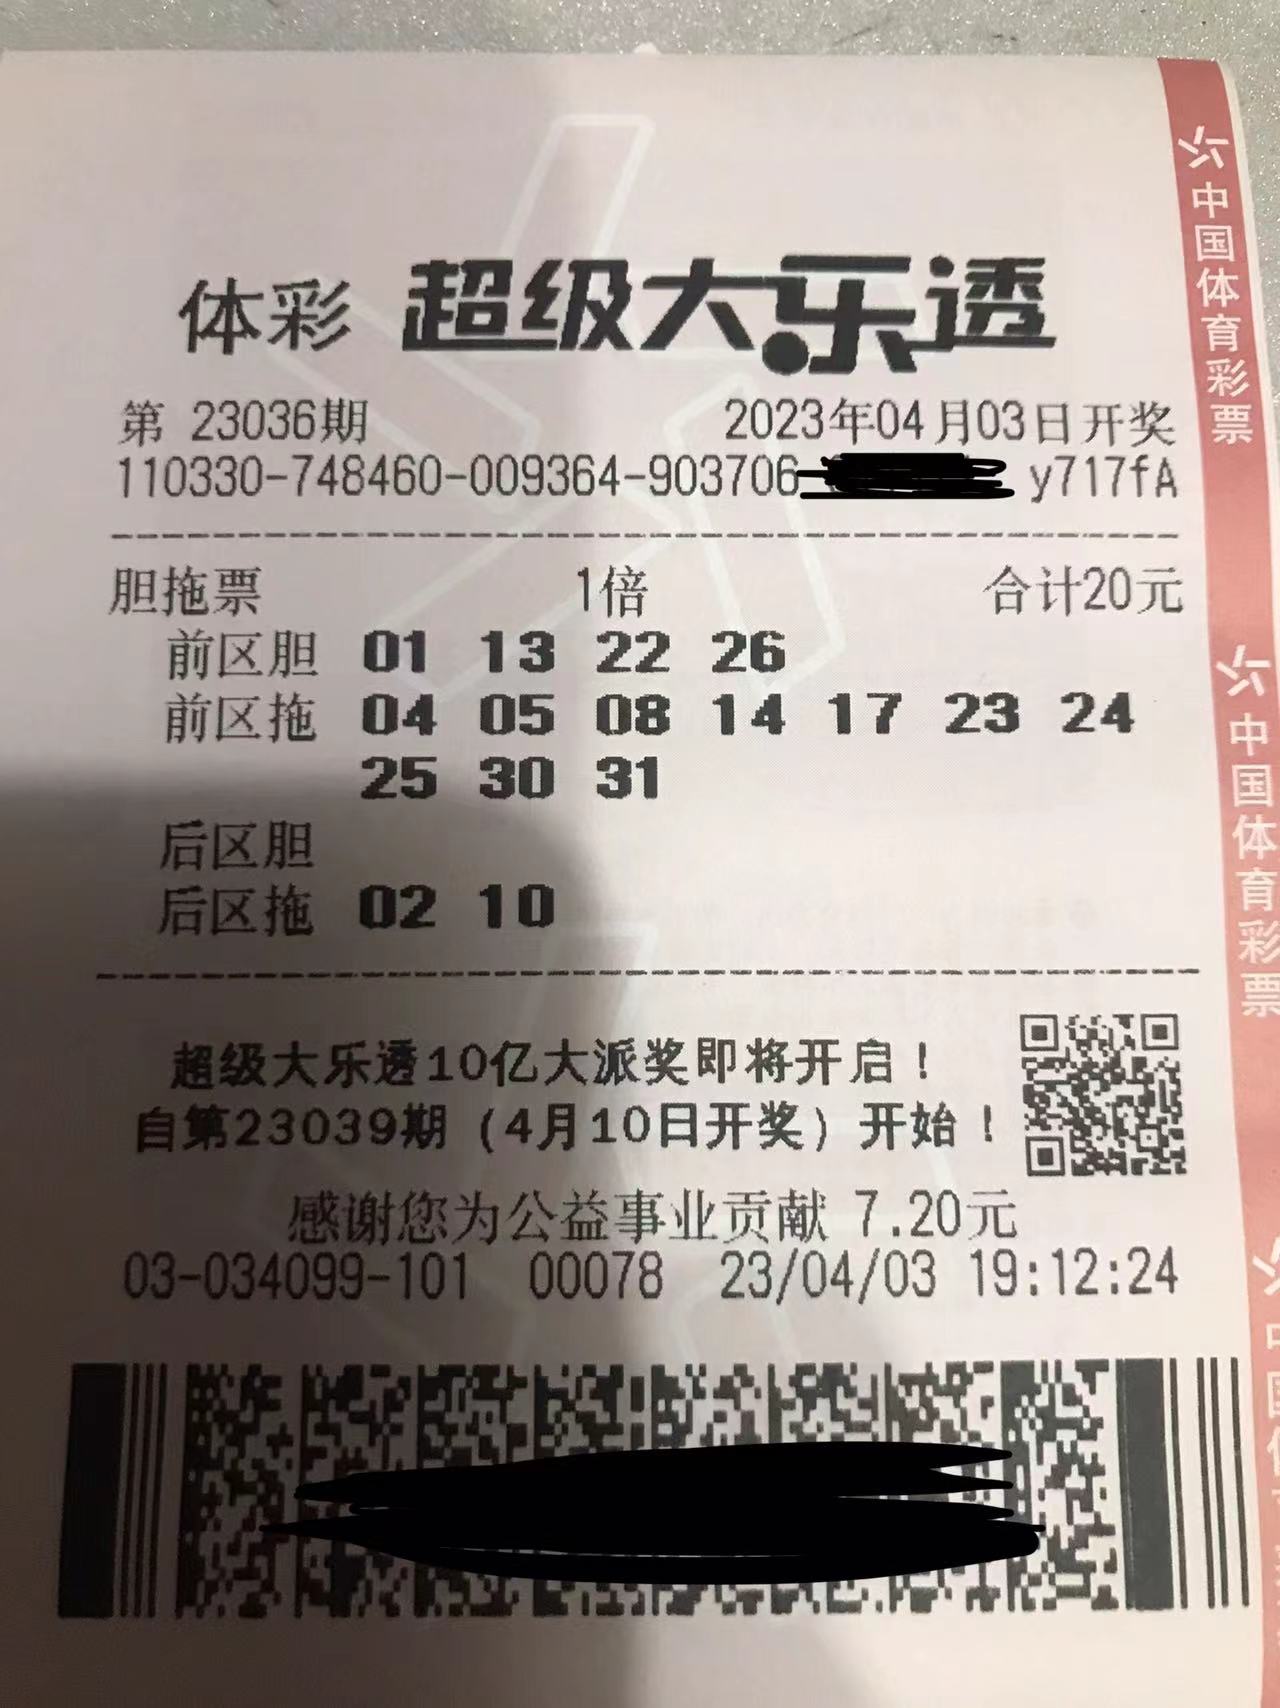 体彩 超级大乐透
第 23036期 2023年04月03日开奖
110330-748460-009364-903706 y717fA
胆拖票 1倍 合计20元
前区胆 01 13 22 26
前区拖 04 05 08 14 17 23 24
25 30 31
后区胆
后区拖 02 10
超级大乐透10亿大派奖即将开启！
自第23039期（4月10日开奖）开始！
感谢您为公益事业贡献 7.20元
03-034099-101 00078 23/04/03 19:12:24
中国体育彩票
中国体育彩票